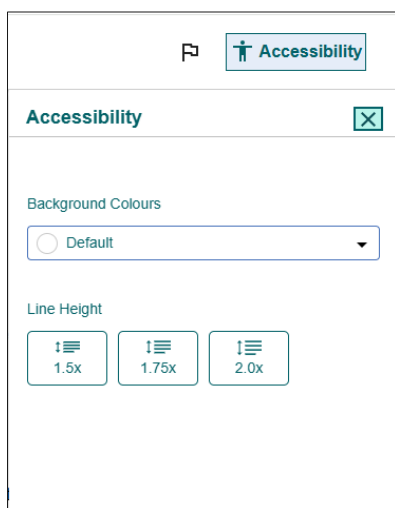 Accessibility
Accessibility
Background Colours
Default
Line Height
1.5x 1.75x 2.0x